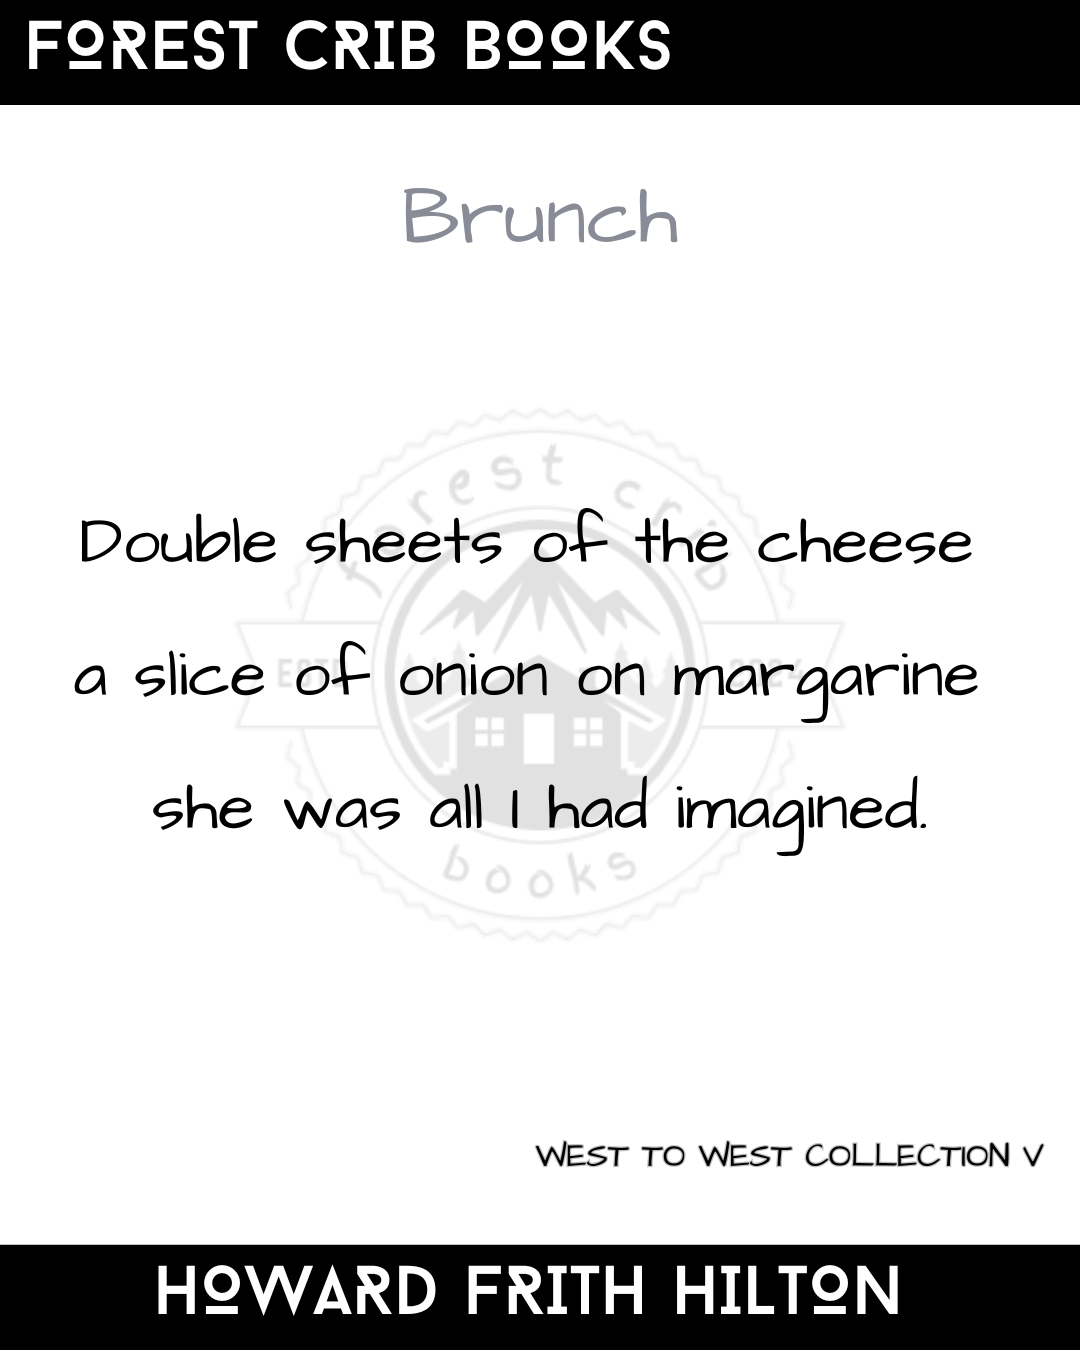 FOREST CRIB BOOKS
Brunch
forest crib
Double sheets of the cheese
a slice of onion on margarine
she was all I had imagined.
books
WEST TO WEST COLLECTION V
HOWARD FRITH HILTON